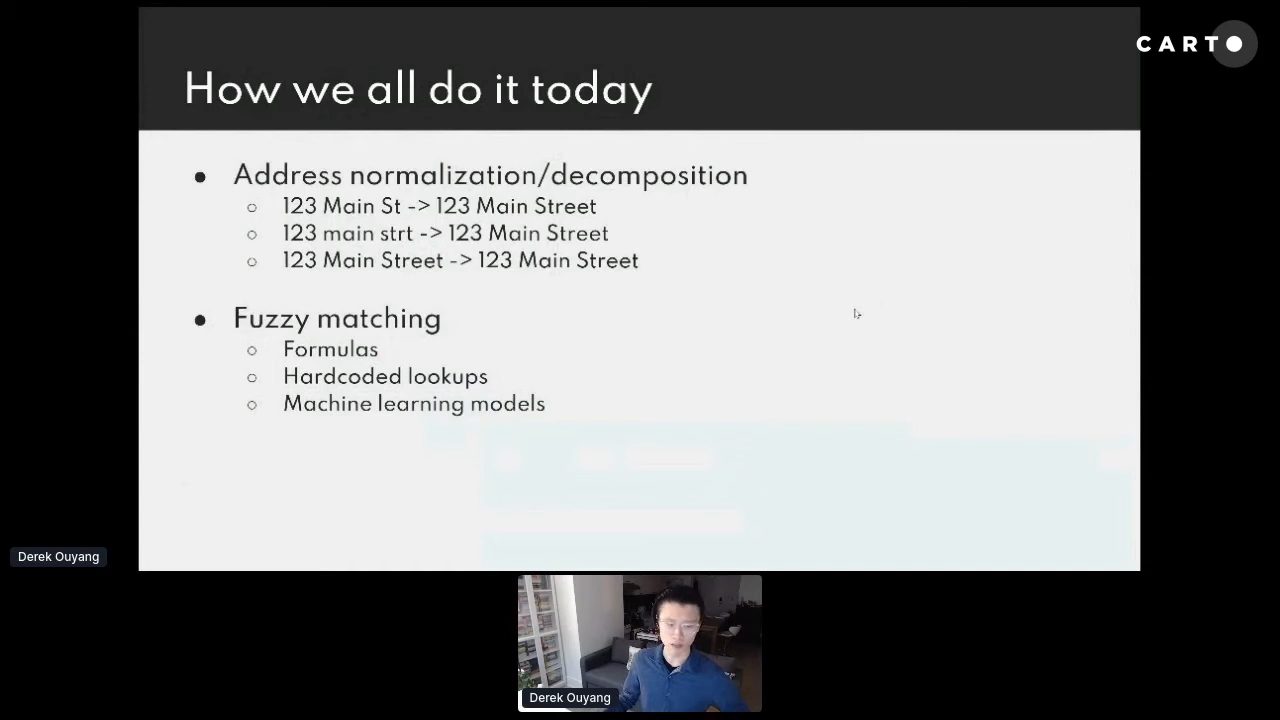 CARTO
How we all do it today
● Address normalization/decomposition
○ 123 Main St -> 123 Main Street
○ 123 main strt -> 123 Main Street
○ 123 Main Street -> 123 Main Street
● Fuzzy matching
○ Formulas
○ Hardcoded lookups
○ Machine learning models
Derek Ouyang
Derek Ouyang